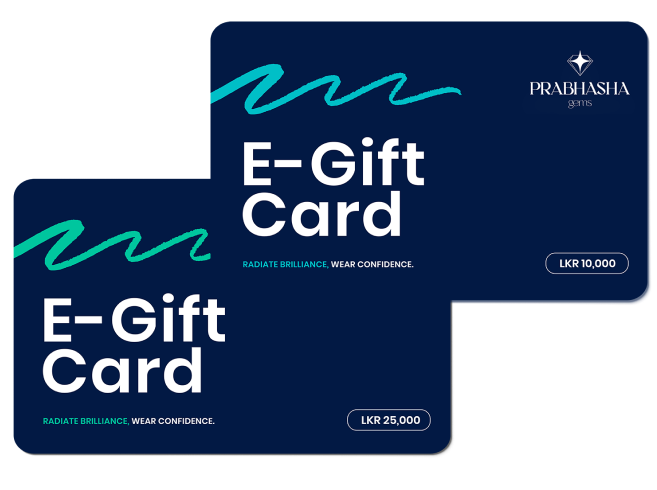 PRABHASHA
gems
E-Gift
Card
RADIATE BRILLIANCE, WEAR CONFIDENCE.
LKR 10,000
E-Gift
Card
RADIATE BRILLIANCE, WEAR CONFIDENCE.
LKR 25,000